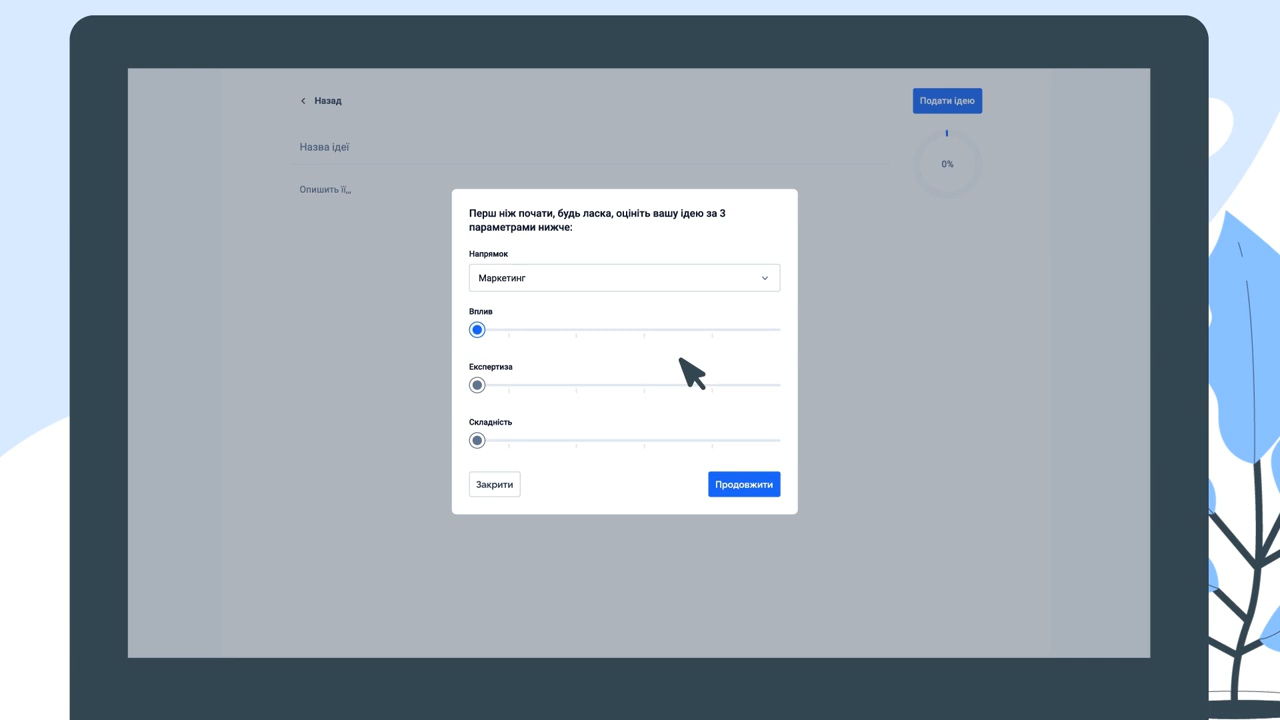 Назад
Подати ідею
Назва ідеї
0%
Опишить її,,,
Перш ніж почати, будь ласка, оцініть вашу ідею за 3
параметрами нижче:
Напрямок
Маркетинг
Вплив
Експертиза
Складність
Закрити
Продовжити